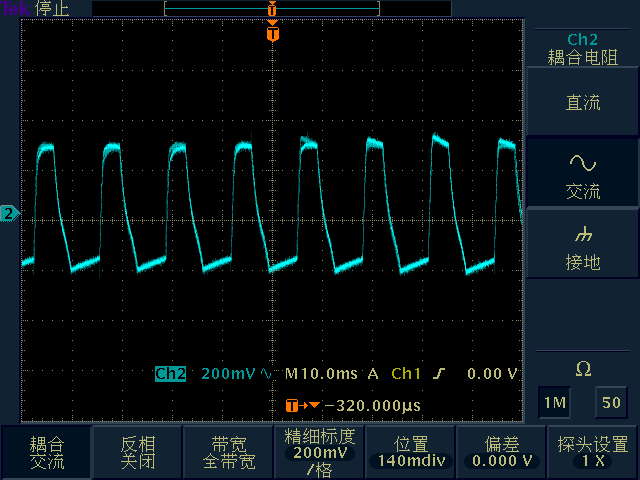 Tek 停止
T
T
2
Ch2 200mV M10.0ms A Ch1 0.00 V
T→▼−320.000µs
Ch2
耦合电阻
直流
交流
接地
Ω
1M 50
耦合
交流
反相
关闭
带宽
全带宽
精细标度
200mV
/格
位置
140mdiv
偏差
0.000 V
探头设置
1 X